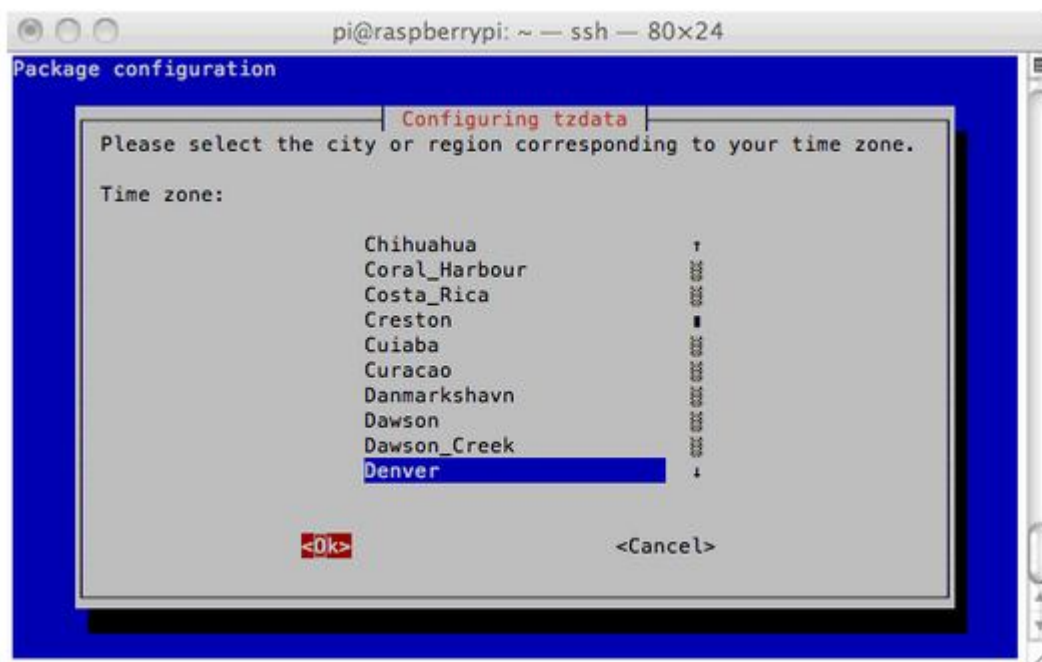 pi@raspberrypi: ~ — ssh — 80×24
Package configuration
Configuring tzdata
Please select the city or region corresponding to your time zone.
Time zone:
Chihuahua
Coral_Harbour
Costa_Rica
Creston
Cuiaba
Curacao
Danmarkshavn
Dawson
Dawson_Creek
Denver
<Ok> <Cancel>